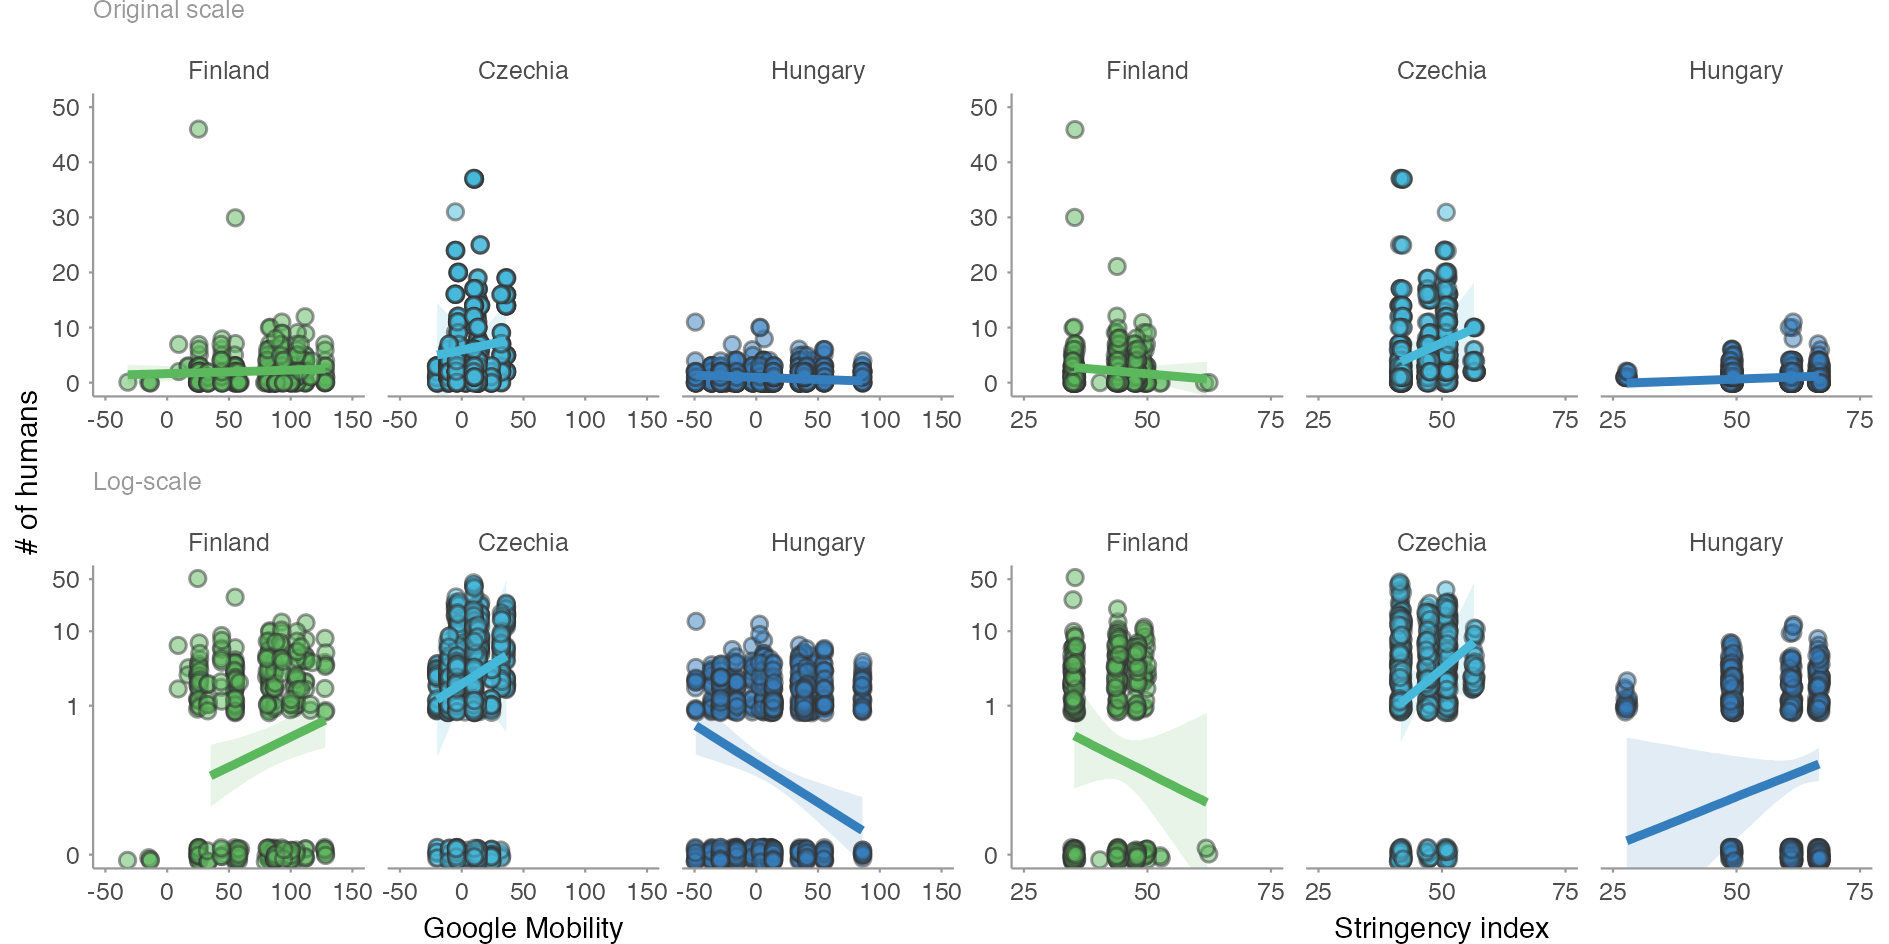 Original scale
Finland Czechia Hungary Finland Czechia Hungary
50 50
40 40
30 30
20 20
10 10
0 0
-50 0 50 100 150 -50 0 50 100 150 -50 0 50 100 150 25 50 75 25 50 75 25 50 75
# of humans
Log-scale
Finland Czechia Hungary Finland Czechia Hungary
50 50
10 10
1 1
0 0
-50 0 50 100 150 -50 0 50 100 150 -50 0 50 100 150 25 50 75 25 50 75 25 50 75
Google Mobility Stringency index